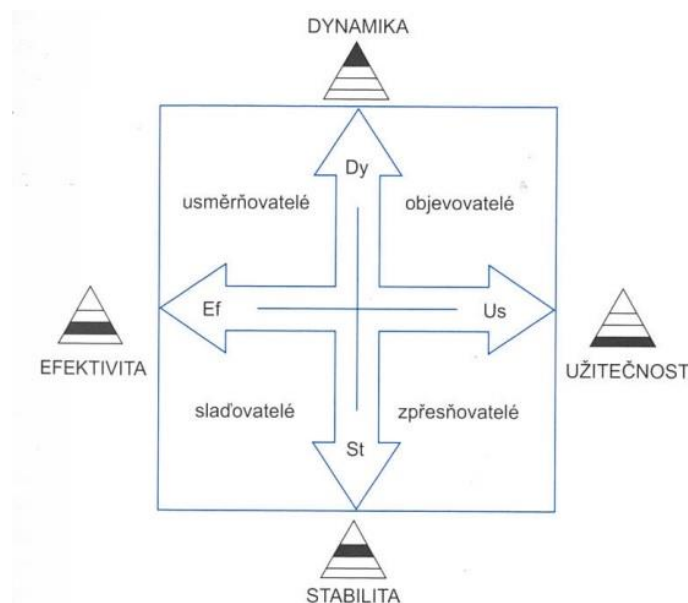 DYNAMIKA
Dy
usměrňovatelé
objevovatelé
Ef
Us
EFEKTIVITA
UŽITEČNOST
slaďovatelé
zpřesňovatelé
St
STABILITA